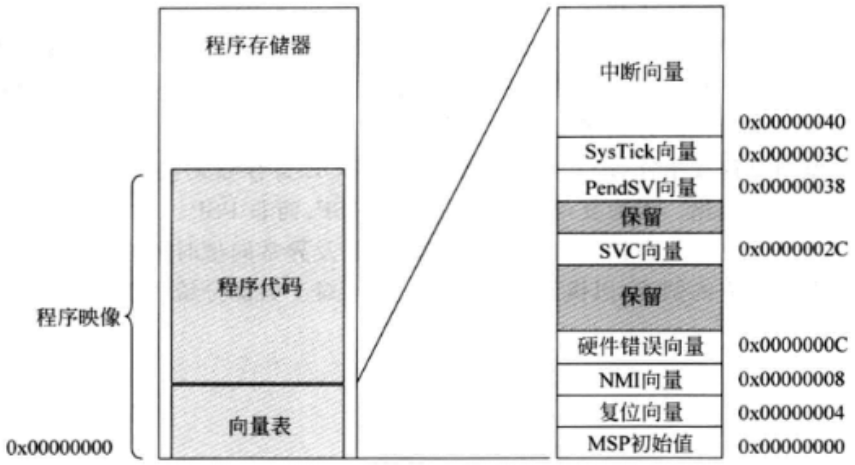 程序存储器
程序代码
程序映像
向量表
0x00000000
中断向量
0x00000040
SysTick向量 0x0000003C
PendSV向量 0x00000038
保留
SVC向量 0x0000002C
保留
硬件错误向量 0x0000000C
NMI向量 0x00000008
复位向量 0x00000004
MSP初始值 0x00000000